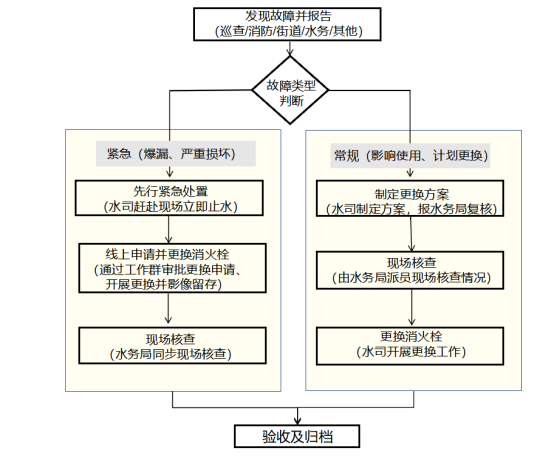 发现故障并报告
（巡查/消防/街道/水务/其他）
故障类型
判断
紧急（爆漏、严重损坏）
先行紧急处置
（水司赶赴现场立即止水）
线上申请并更换消火栓
（通过工作群审批更换申请、
开展更换并影像留存）
现场核查
（水务局同步现场核查）
常规（影响使用、计划更换）
制定更换方案
（水司制定方案，报水务局复核）
现场核查
（由水务局派员现场核查情况）
更换消火栓
（水司开展更换工作）
验收及归档